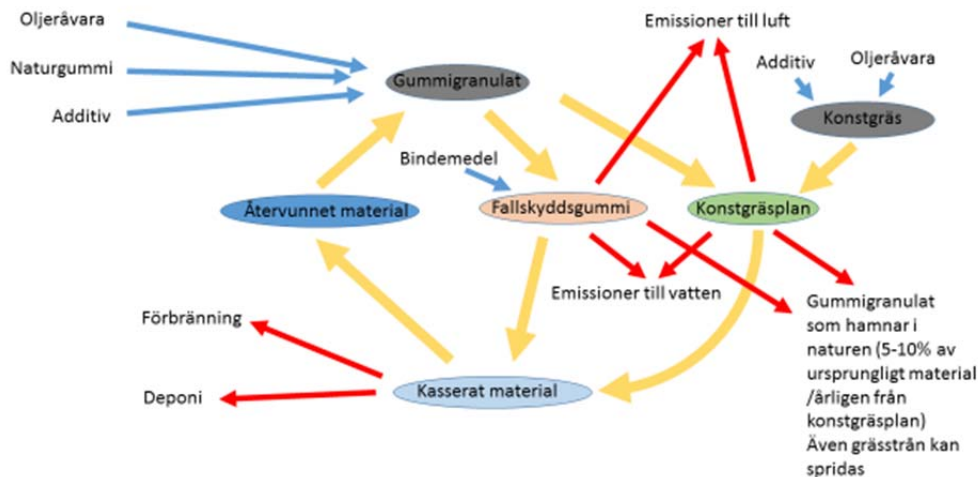 Oljeråvara
Emissioner till luft
Naturgummi
Additiv
Oljeråvara
Gummigranulat
Additiv
Konstgräs
Bindemedel
Återvunnet material
Fallskyddsgummi
Konstgräsplan
Emissioner till vatten
Förbränning
Gummigranulat
som hamnar i
naturen (5-10% av
ursprungligt material
/årligen från
konstgräsplan)
Även grässtrån kan
spridas
Kasserat material
Deponi